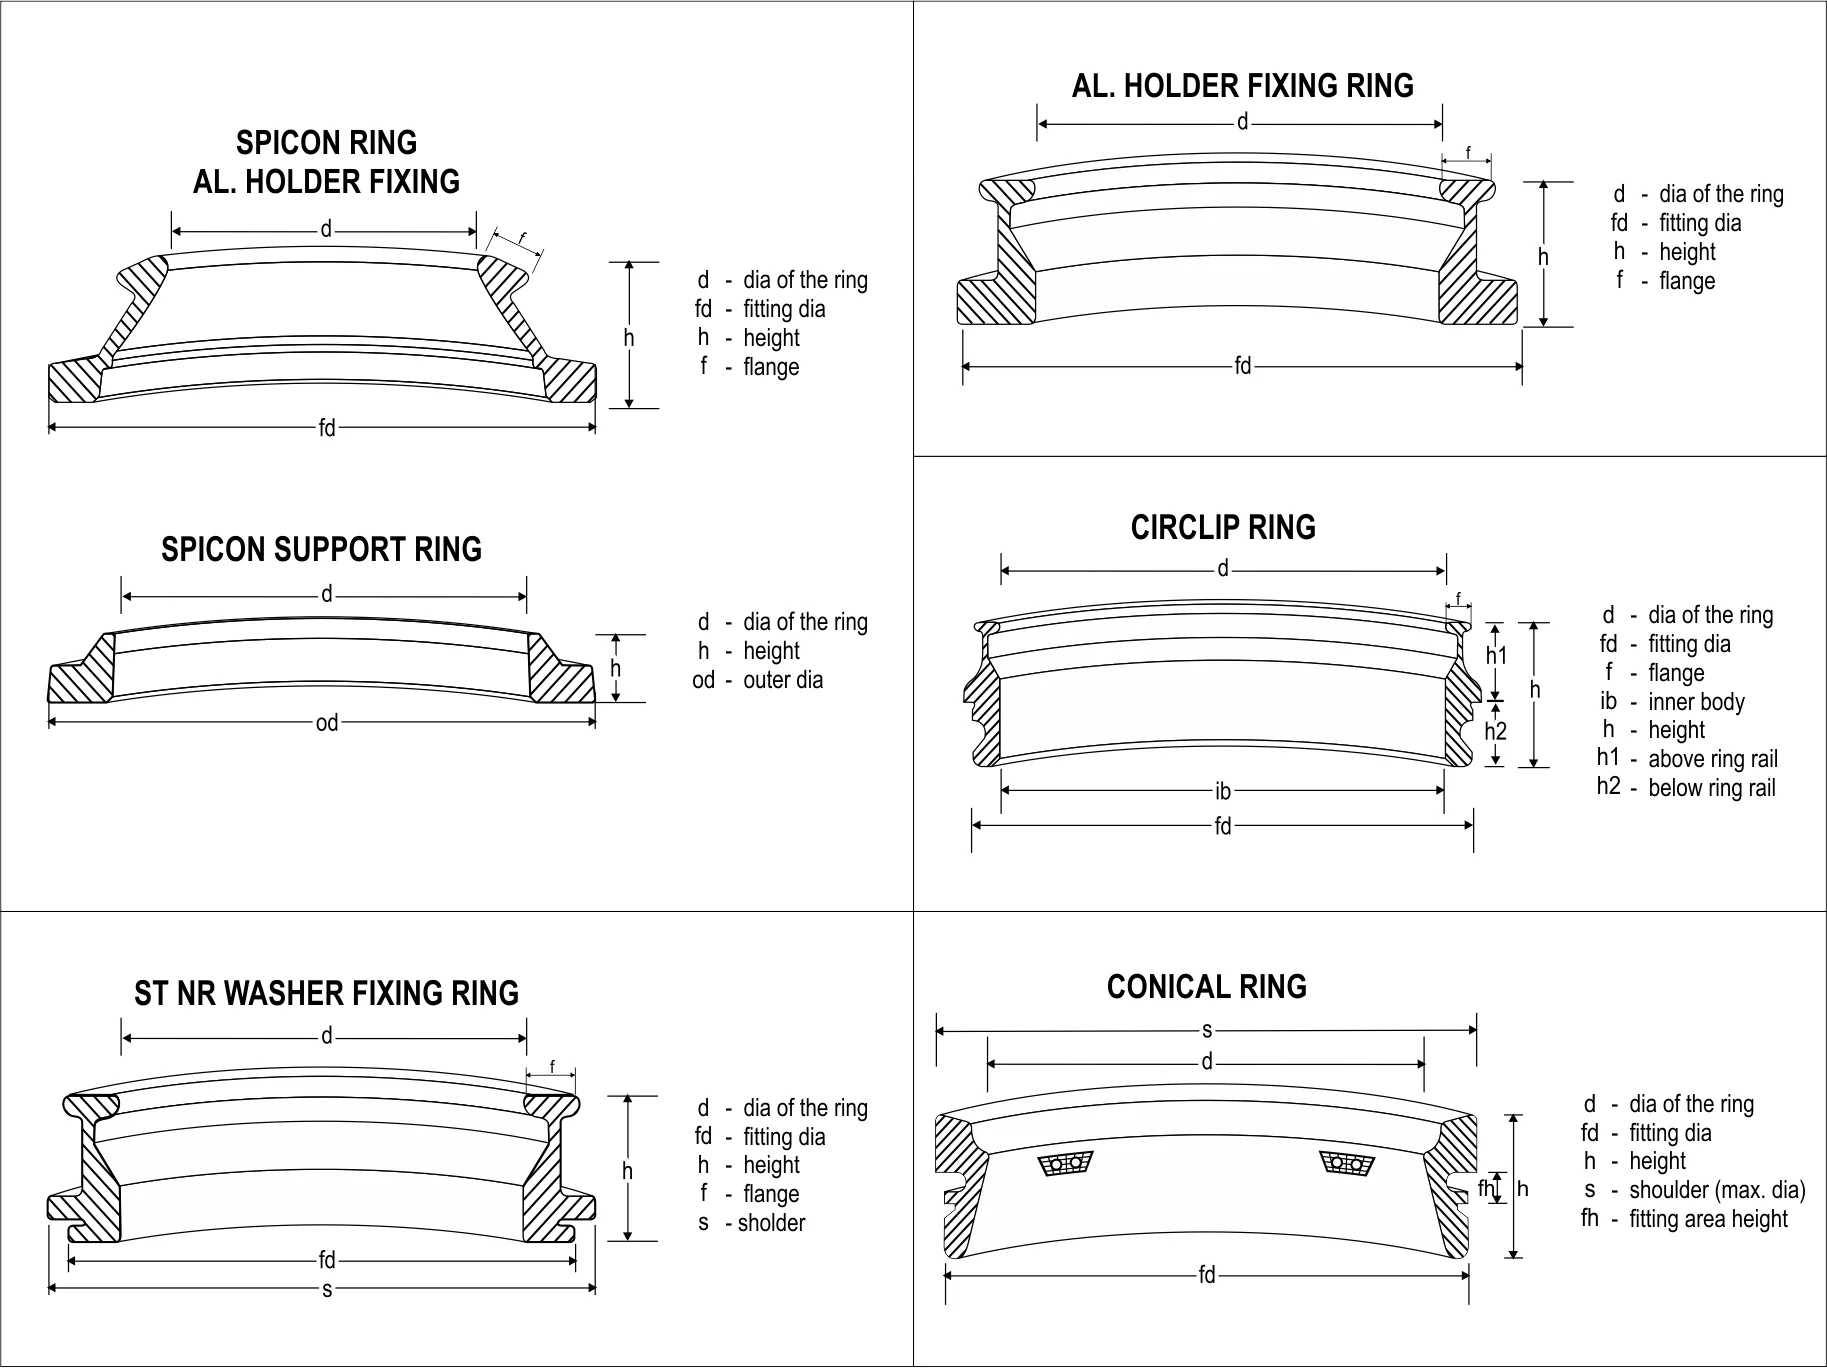 SPICON RING
AL. HOLDER FIXING
d
f
h
fd
d - dia of the ring
fd - fitting dia
h - height
f - flange
SPICON SUPPORT RING
d
h
od
d - dia of the ring
h - height
od - outer dia
AL. HOLDER FIXING RING
d
f
h
fd
d - dia of the ring
fd - fitting dia
h - height
f - flange
CIRCLIP RING
d
f
h1
h
h2
ib
fd
d - dia of the ring
fd - fitting dia
f - flange
ib - inner body
h - height
h1 - above ring rail
h2 - below ring rail
ST NR WASHER FIXING RING
d
f
h
fd
s
d - dia of the ring
fd - fitting dia
h - height
f - flange
s - sholder
CONICAL RING
s
d
fh
h
fd
d - dia of the ring
fd - fitting dia
h - height
s - shoulder (max. dia)
fh - fitting area height